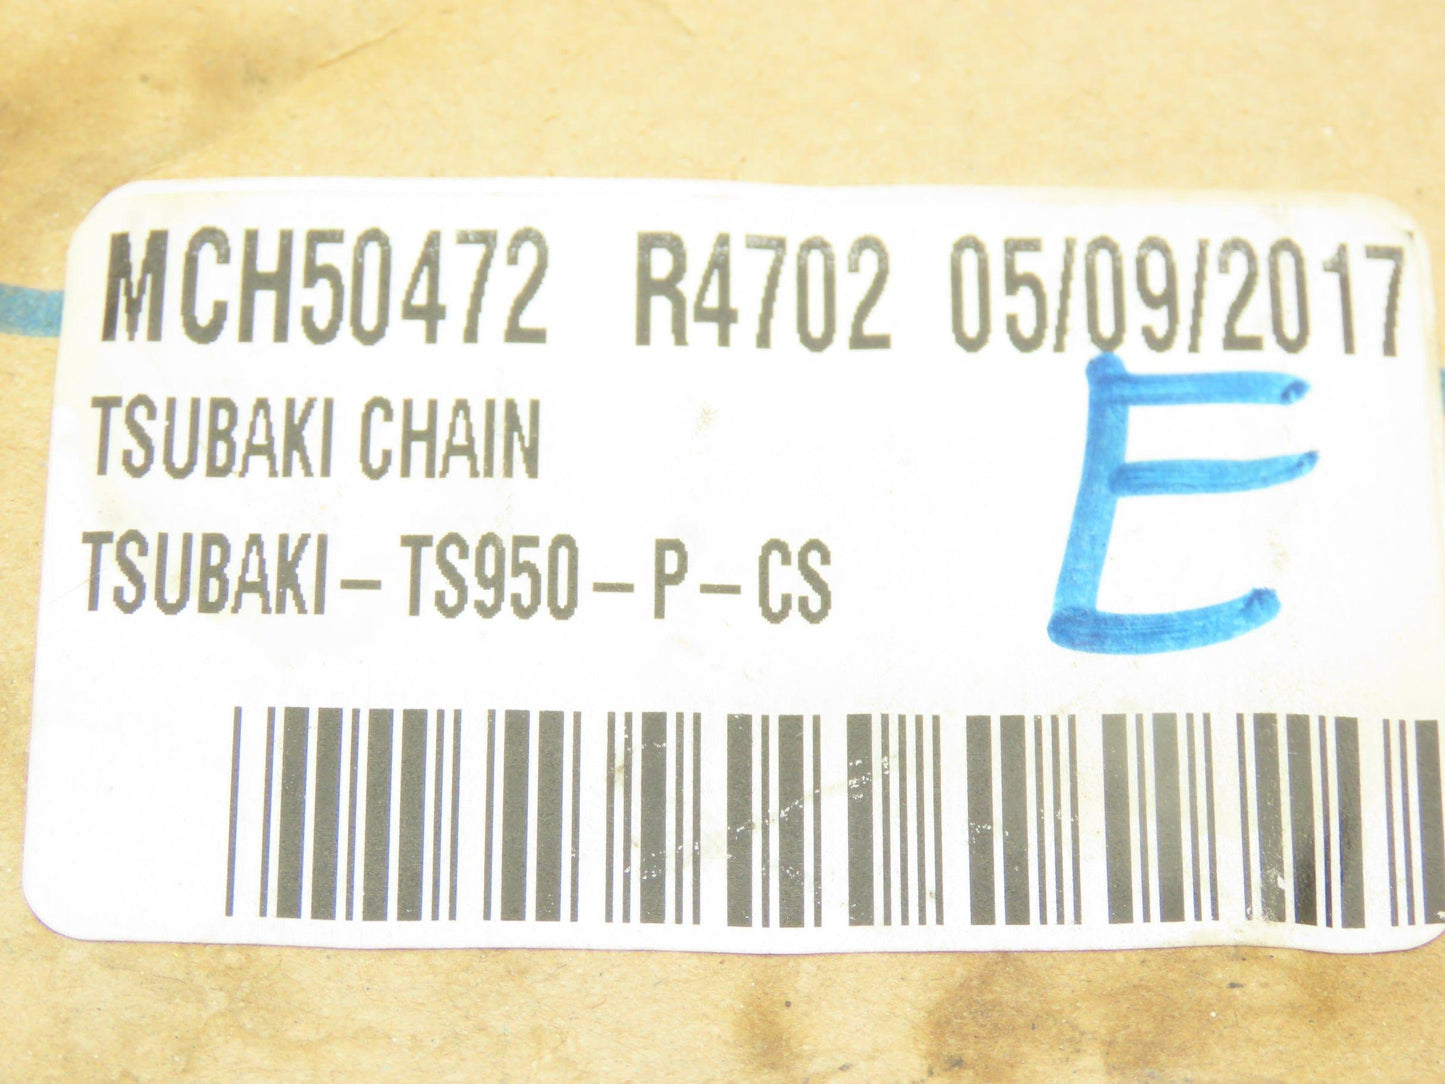 MCH50472 R4702 05/09/2017
TSUBAKI CHAIN
E
TSUBAKI-TS950-P-CS